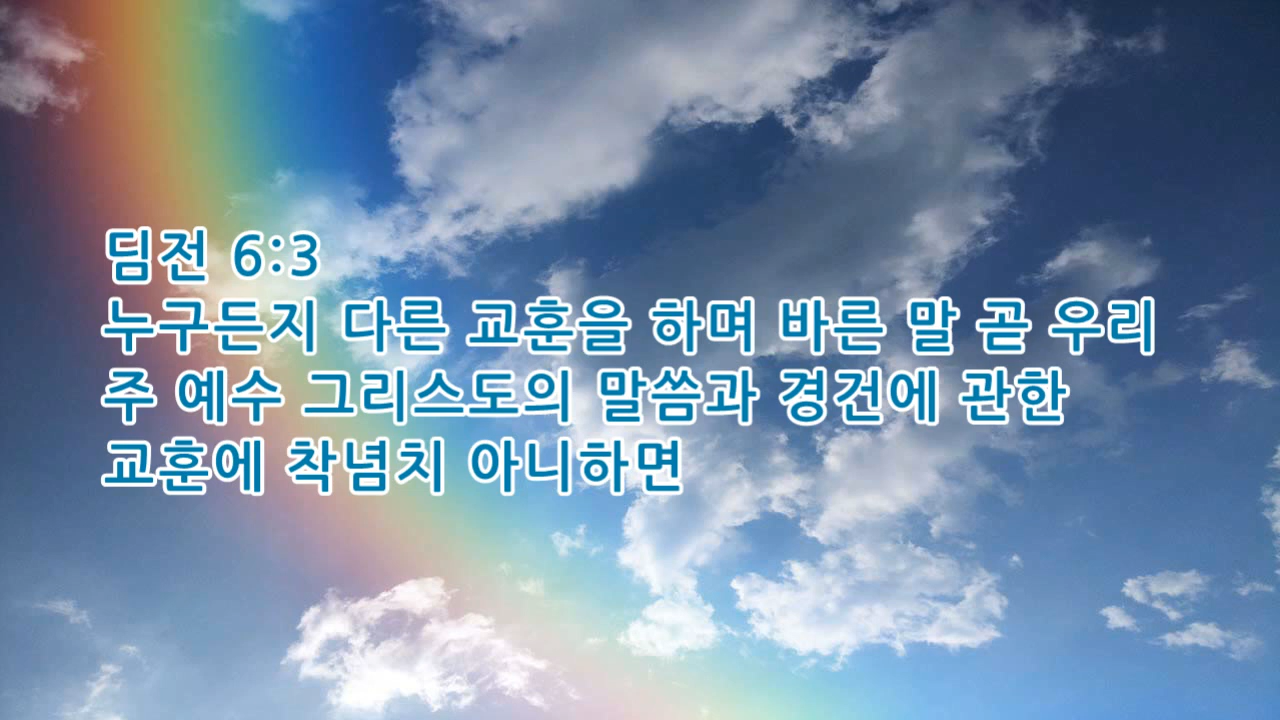 딤전 6:3
누구든지 다른 교훈을 하며 바른 말 곧 우리
주 예수 그리스도의 말씀과 경건에 관한
교훈에 착념치 아니하면